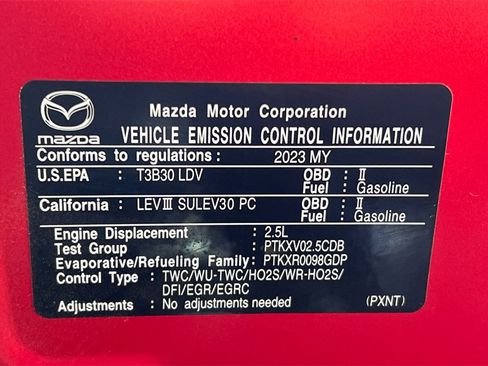 Mazda Motor Corporation
mazda VEHICLE EMISSION CONTROL INFORMATION
Conforms to regulations: 2023 MY
U.S.EPA : T3B30 LDV OBD : II
Fuel : Gasoline
California : LEVIII SULEV30 PC OBD : II
Fuel : Gasoline
Engine Displacement : 2.5L
Test Group : PTKXV02.5CDB
Evaporative/Refueling Family: PTKXR0098GDP
Control Type : TWC/WU-TWC/HO2S/WR-HO2S/
DFI/EGR/EGRC
Adjustments : No adjustments needed (PXNT)